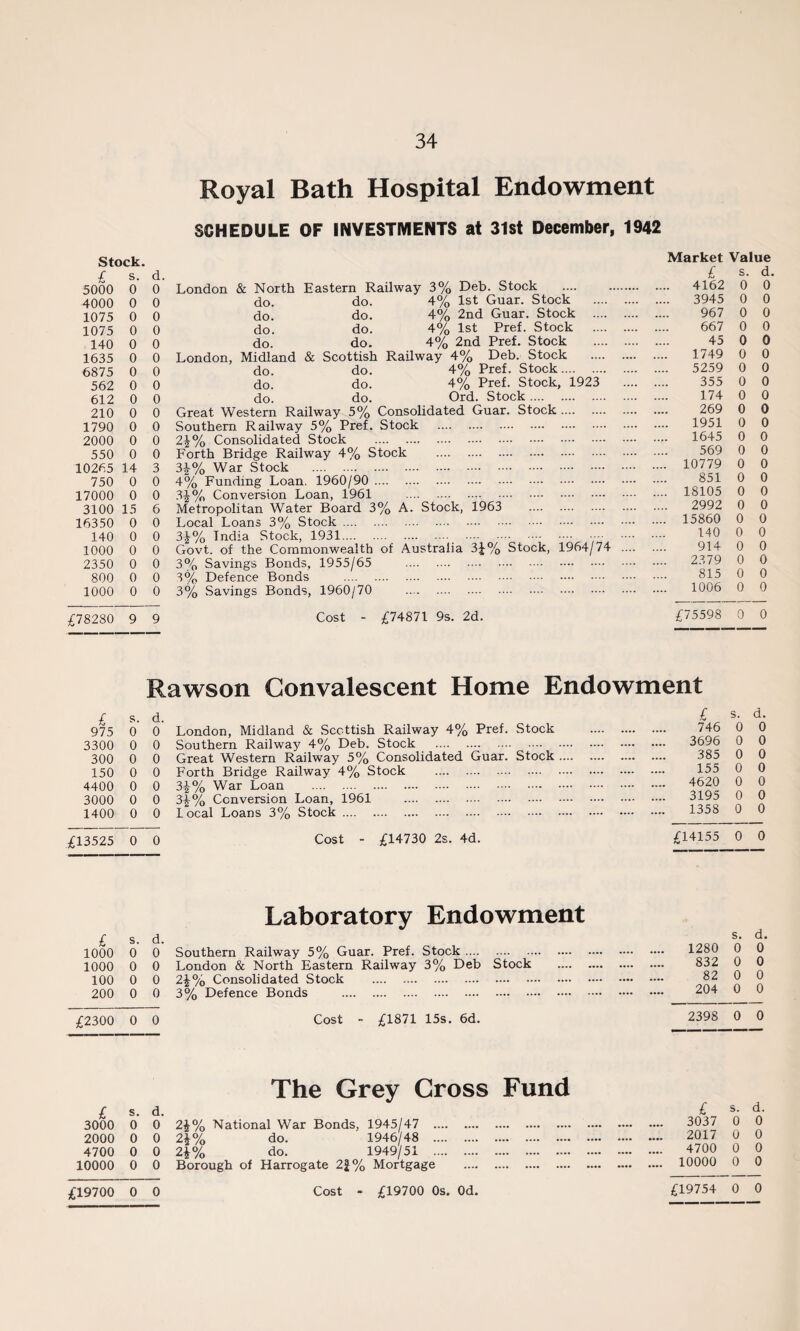 34
Royal Bath Hospital Endowment
SCHEDULE OF INVESTMENTS at 31st December, 1942
Stock. Market Value
£ s. d. £ s. d.
5000 0 0 London & North Eastern Railway 3% Deb. Stock .... .... 4162 0 0
4000 0 0 do. do. 4% 1st Guar. Stock .... .... 3945 0 0
1075 0 0 do. do. 4% 2nd Guar. Stock .... .... 967 0 0
1075 0 0 do. do. 4% 1st Pref. Stock .... .... 667 0 0
140 0 0 do. do. 4% 2nd Pref. Stock .... .... 45 0 0
1635 0 0 London, Midland & Scottish Railway 4% Deb. Stock .... .... 1749 0 0
6875 0 0 do. do. 4% Pref. Stock .... .... 5259 0 0
562 0 0 do. do. 4% Pref. Stock, 1923 .... .... 355 0 0
612 0 0 do. do. Ord. Stock .... .... 174 0 0
210 0 0 Great Western Railway 5% Consolidated Guar. Stock .... .... 269 0 0
1790 0 0 Southern Railway 5% Pref. Stock .... .... 1951 0 0
2000 0 0 2½% Consolidated Stock .... .... 1645 0 0
550 0 0 Forth Bridge Railway 4% Stock .... .... 569 0 0
10265 14 3 3½% War Stock .... .... 10779 0 0
750 0 0 4% Funding Loan. 1960/90 .... .... 851 0 0
17000 0 0 3½% Conversion Loan, 1961 .... .... 18105 0 0
3100 15 6 Metropolitan Water Board 3% A. Stock, 1963 .... .... 2992 0 0
16350 0 0 Local Loans 3% Stock .... .... 15860 0 0
140 0 0 3½% India Stock, 1931 .... .... 140 0 0
1000 0 0 Govt. of the Commonwealth of Australia 3¼% Stock, 1964/74 .... .... 914 0 0
2350 0 0 3% Savings Bonds, 1955/65 .... .... 2379 0 0
800 0 0 3% Defence Bonds .... .... 815 0 0
1000 0 0 3% Savings Bonds, 1960/70 .... .... 1006 0 0
£78280 9 9 Cost - £74871 9s. 2d. £75598 0 0
Rawson Convalescent Home Endowment
£ s. d. £ s. d.
975 0 0 London, Midland & Scottish Railway 4% Pref. Stock .... .... 746 0 0
3300 0 0 Southern Railway 4% Deb. Stock .... .... 3696 0 0
300 0 0 Great Western Railway 5% Consolidated Guar. Stock .... .... 385 0 0
150 0 0 Forth Bridge Railway 4% Stock .... .... 155 0 0
4400 0 0 3½% War Loan .... .... 4620 0 0
3000 0 0 3½% Conversion Loan, 1961 .... .... 3195 0 0
1400 0 0 Local Loans 3% Stock .... .... 1358 0 0
£13525 0 0 Cost - £14730 2s. 4d. £14155 0 0
Laboratory Endowment
£ s. d. s. d.
1000 0 0 Southern Railway 5% Guar. Pref. Stock .... .... 1280 0 0
1000 0 0 London & North Eastern Railway 3% Deb Stock .... .... 832 0 0
100 0 0 2½% Consolidated Stock .... .... 82 0 0
200 0 0 3% Defence Bonds .... .... 204 0 0
£2300 0 0 Cost - £1871 15s. 6d. 2398 0 0
The Grey Cross Fund
£ s. d. £ s. d.
3000 0 0 2½% National War Bonds, 1945/47 .... .... 3037 0 0
2000 0 0 2½% do. 1946/48 .... .... 2017 0 0
4700 0 0 2½% do. 1949/51 .... .... 4700 0 0
10000 0 0 Borough of Harrogate 2¾% Mortgage .... .... 10000 0 0
£19700 0 0 Cost - £19700 0s. 0d. £19754 0 0